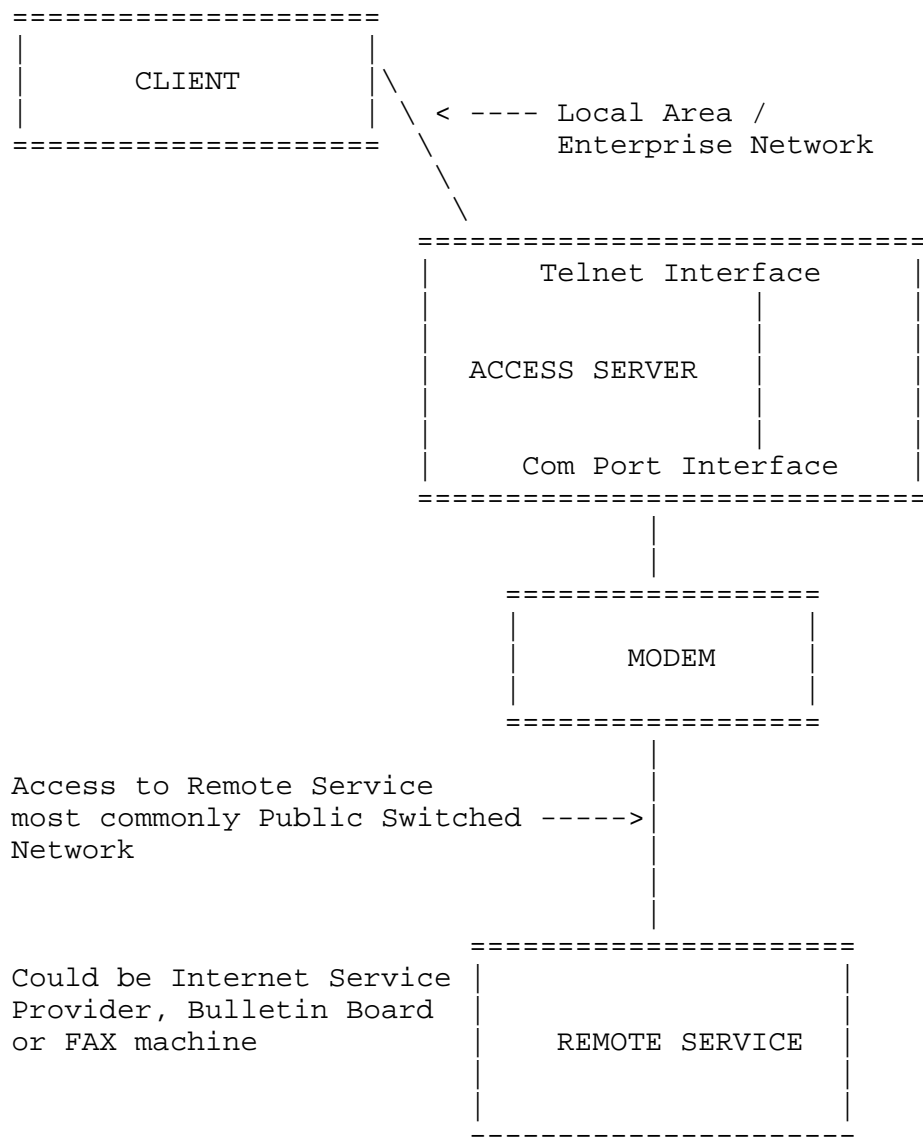 CLIENT
< ---- Local Area /
Enterprise Network
Telnet Interface
ACCESS SERVER
Com Port Interface
MODEM
Access to Remote Service
most commonly Public Switched ----->
Network
Could be Internet Service
Provider, Bulletin Board
or FAX machine
REMOTE SERVICE